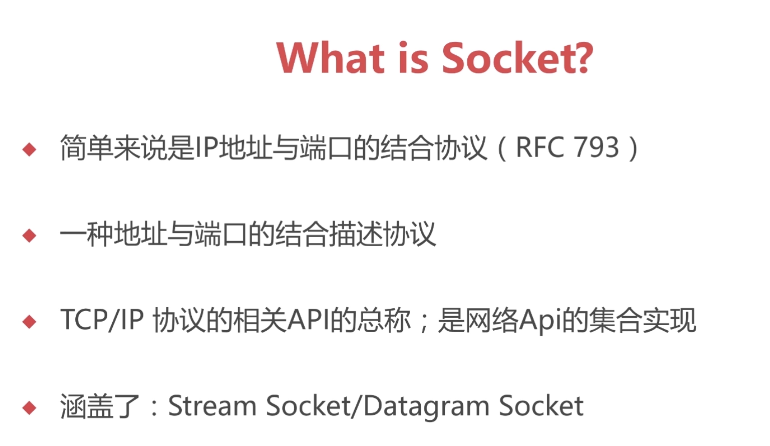 What is Socket?
简单来说是IP地址与端口的结合协议（RFC 793）
一种地址与端口的结合描述协议
TCP/IP 协议的相关API的总称；是网络Api的集合实现
涵盖了：Stream Socket/Datagram Socket